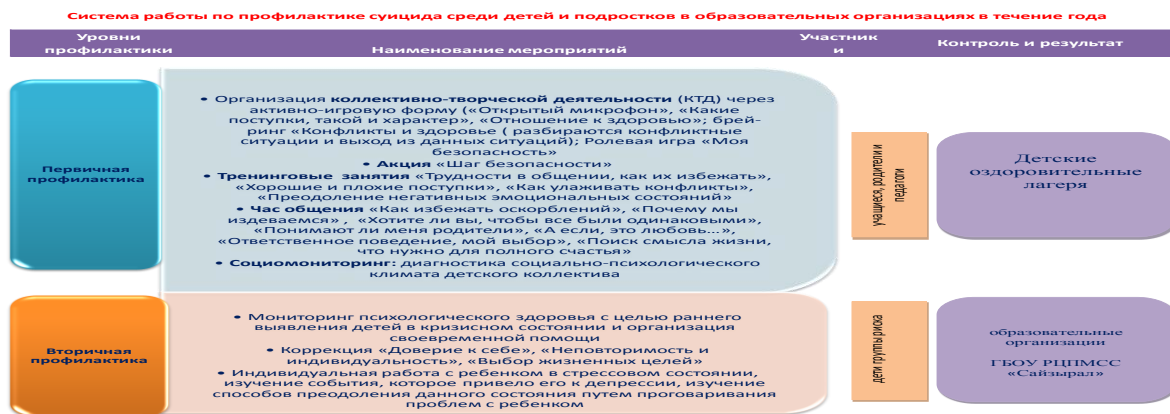 Система работы по профилактике суицида среди детей и подростков в образовательных организациях в течение года
Уровни
профилактики
Наименование мероприятий
Участник
и
Контроль и результат
Первичная
профилактика
• Организация коллективно-творческой деятельности (КТД) через
активно-игровую форму («Открытый микрофон», «Какие
поступки, такой и характер», «Отношение к здоровью»; брей-
ринг «Конфликты и здоровье ( разбираются конфликтные
ситуации и выход из данных ситуаций); Ролевая игра «Моя
безопасность»
• Акция «Шаг безопасности»
• Тренинговые занятия «Трудности в общении, как их избежать»,
«Хорошие и плохие поступки», «Как улаживать конфликты»,
«Преодоление негативных эмоциональных состояний»
• Час общения «Как избежать оскорблений», «Почему мы
издеваемся» , «Хотите ли вы, чтобы все были одинаковыми»,
«Понимают ли меня родители», «А если, это любовь...»,
«Ответственное поведение, мой выбор», «Поиск смысла жизни,
что нужно для полного счастья»
• Социомониторинг: диагностика социально-психологического
климата детского коллектива
учащиеся, родители и
педагоги
Детские
оздоровительные
лагеря
Вторичная
профилактика
• Мониторинг психологического здоровья с целью раннего
выявления детей в кризисном состоянии и организация
своевременной помощи
• Коррекция «Доверие к себе», «Неповторимость и
индивидуальность», «Выбор жизненных целей»
• Индивидуальная работа с ребенком в стрессовом состоянии,
изучение события, которое привело его к депрессии, изучение
способов преодоления данного состояния путем проговаривания
проблем с ребенком
дети группы риска
образовательные
организации
ГБОУ РЦПМСС
«Сайзырал»